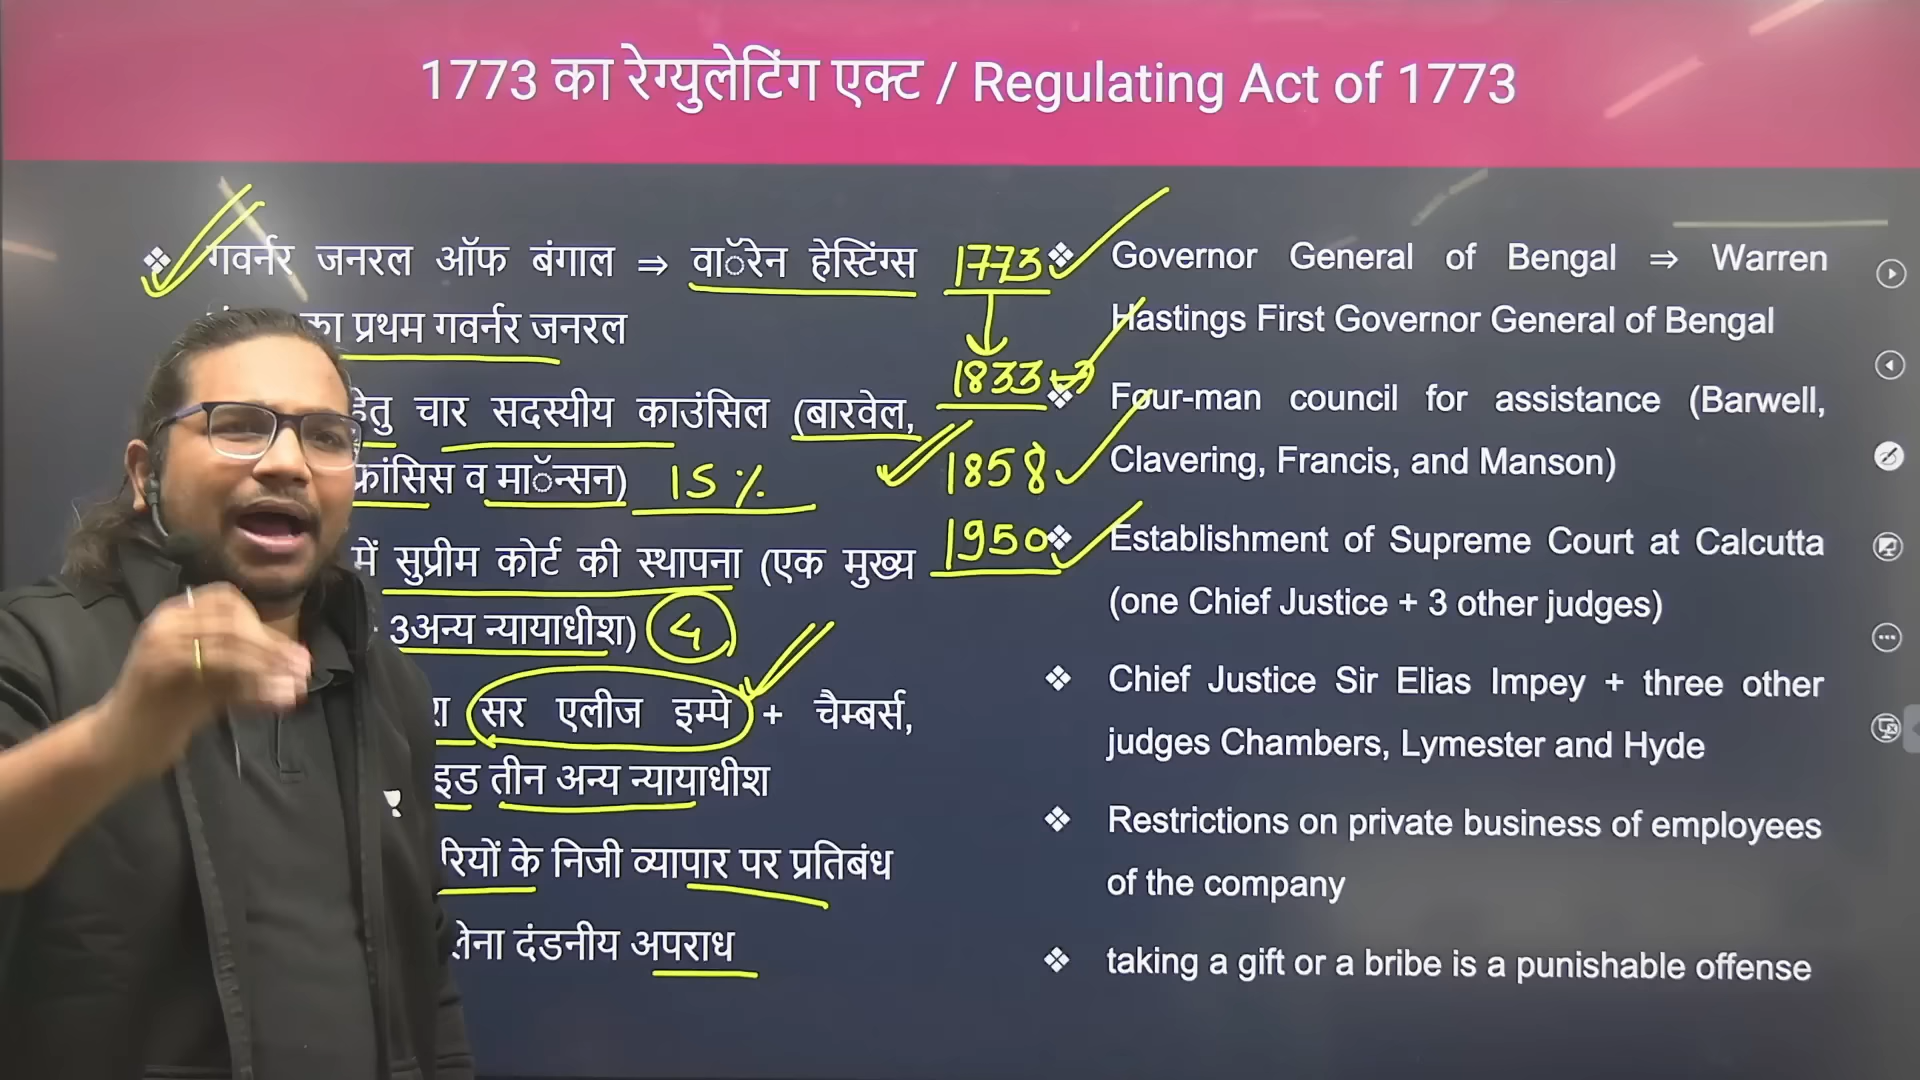 1773 का रेग्युलेटिंग एक्ट / Regulating Act of 1773
गवर्नर जनरल ऑफ बंगाल ⇒ वाॅरेन हेस्टिंग्स
का प्रथम गवर्नर जनरल
हेतु चार सदस्यीय काउंसिल (बारवेल,
फ्रांसिस व माॅन्सन) 15%
में सुप्रीम कोर्ट की स्थापना (एक मुख्य
3अन्य न्यायाधीश) 4
सर एलीज इम्पे + चैम्बर्स,
तीन अन्य न्यायाधीश
के निजी व्यापार पर प्रतिबंध
दंडनीय अपराध
1773
1833
1858
1950
❖ Governor General of Bengal ⇒ Warren
Hastings First Governor General of Bengal
❖ Four-man council for assistance (Barwell,
Clavering, Francis, and Manson)
❖ Establishment of Supreme Court at Calcutta
(one Chief Justice + 3 other judges)
❖ Chief Justice Sir Elias Impey + three other
judges Chambers, Lymester and Hyde
❖ Restrictions on private business of employees
of the company
❖ taking a gift or a bribe is a punishable offense